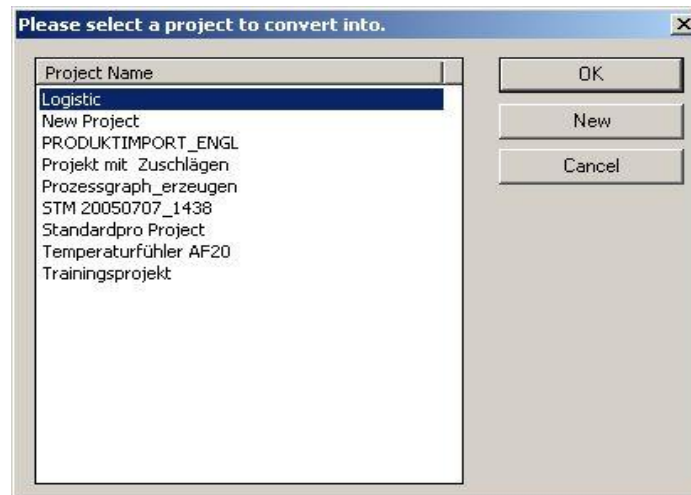 Please select a project to convert into.
Project Name
OK
Logistic
New Project
New
PRODUKTIMPORT_ENGL
Projekt mit  Zuschlägen
Cancel
Prozessgraph_erzeugen
STM 20050707_1438
Standardpro Project
Temperaturfühler AF20
Trainingsprojekt